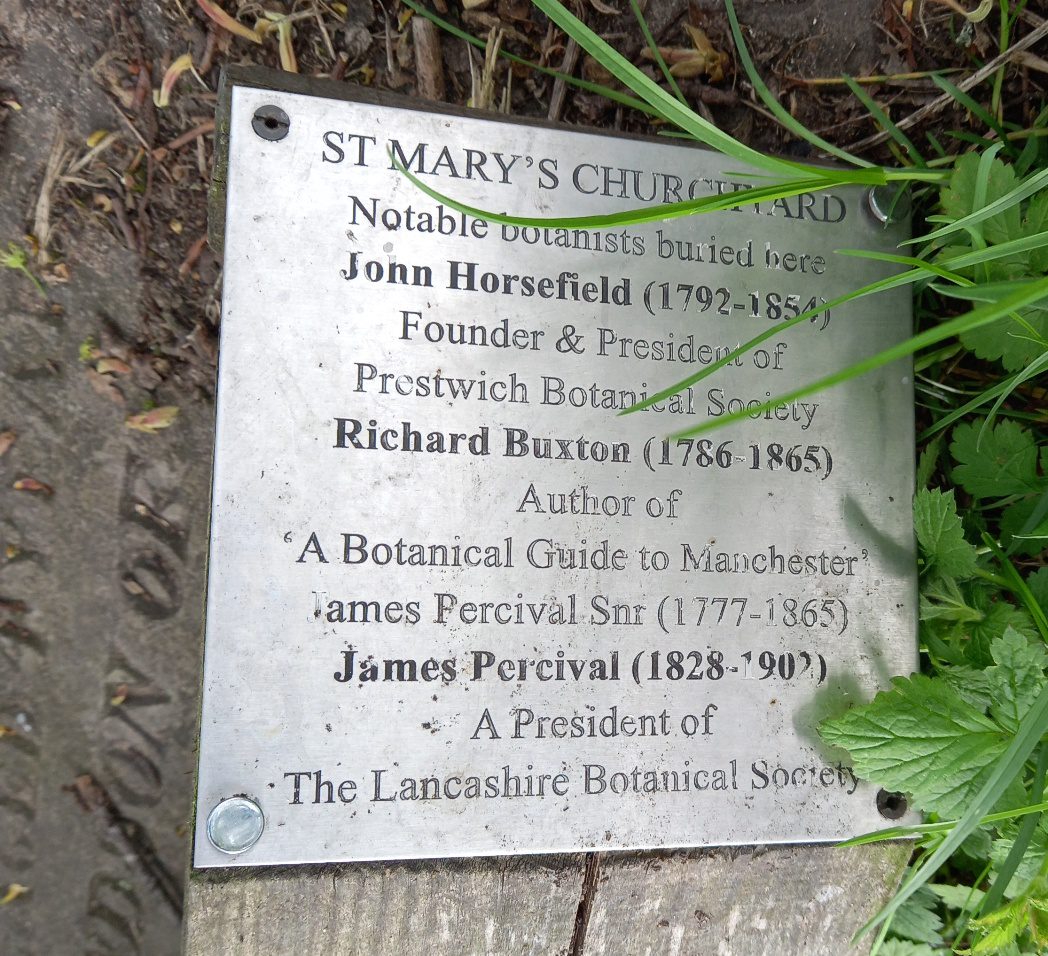 ST MARY'S CHURCHYARD
Notable botanists buried here
John Horsefield (1792-1854)
Founder & President of
Prestwich Botanical Society
Richard Buxton (1786-1865)
Author of
'A Botanical Guide to Manchester'
James Percival Snr (1777-1865)
James Percival
A President of
The Lancashire Botanical Society